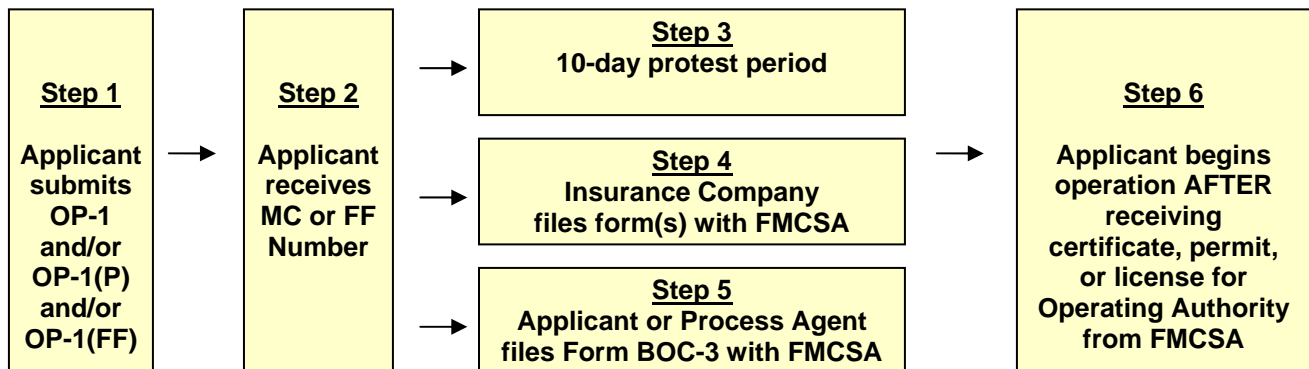 Step 1
Applicant
submits
OP-1
and/or
OP-1(P)
and/or
OP-1(FF)
Step 2
Applicant
receives
MC or FF
Number
Step 3
10-day protest period
Step 4
Insurance Company
files form(s) with FMCSA
Step 5
Applicant or Process Agent
files Form BOC-3 with FMCSA
Step 6
Applicant begins
operation AFTER
receiving
certificate, permit,
or license for
Operating Authority
from FMCSA